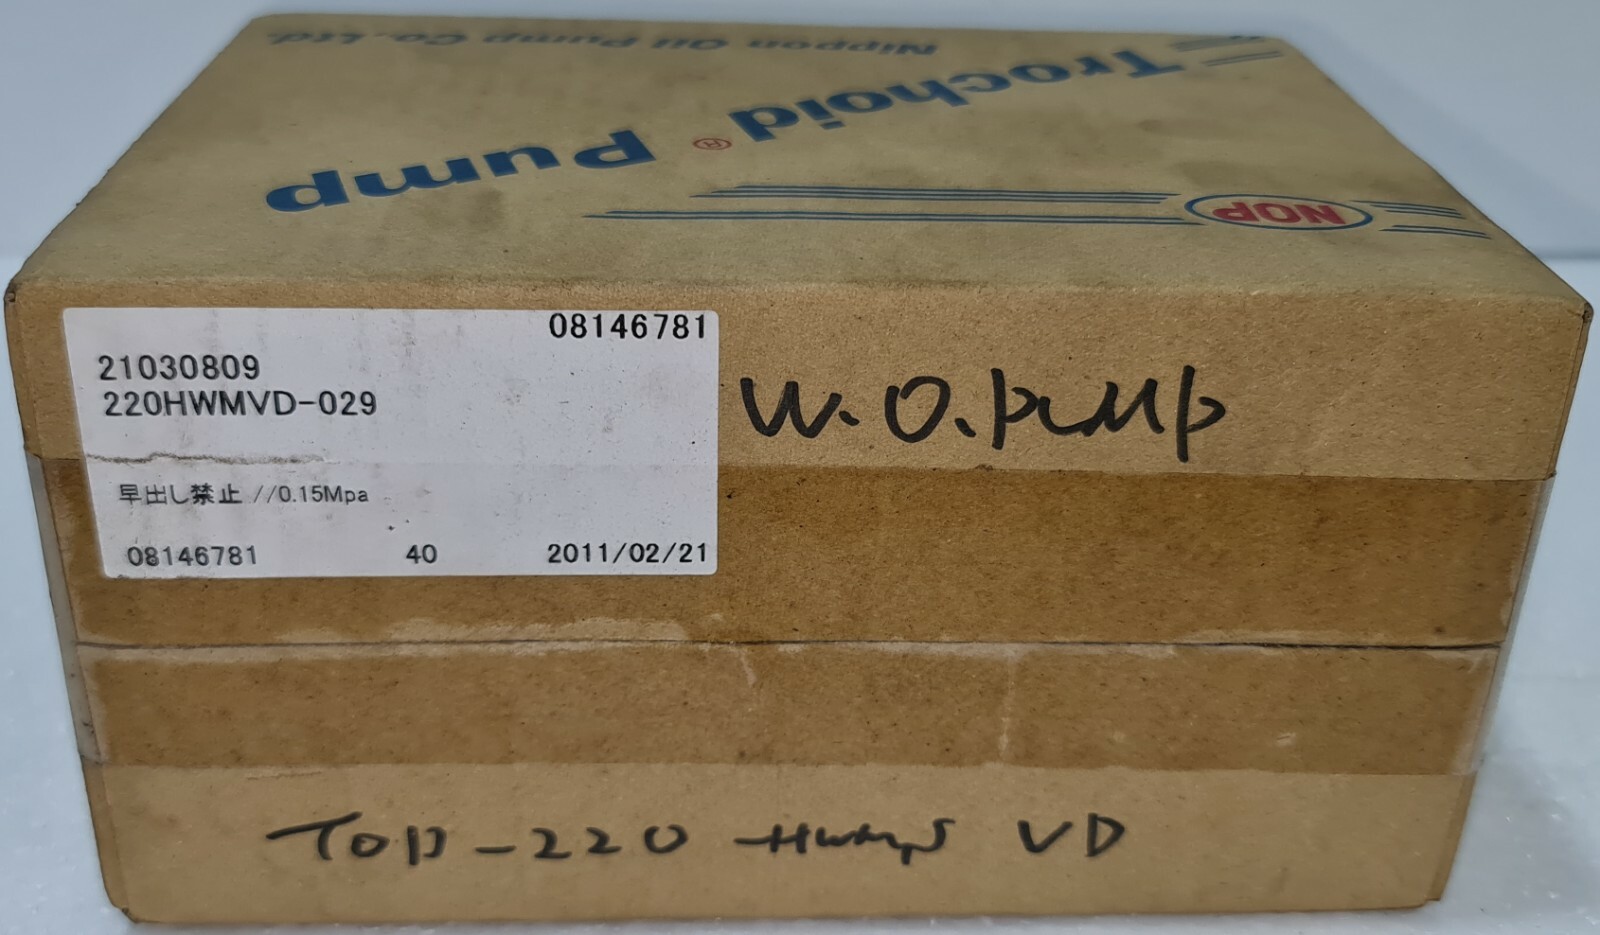 Nippon Oil Pump Co., Ltd.
Trochoid® Pump
NOP
08146781
21030809
220HWMVD-029
早出し禁止 //0.15Mpa
08146781 40 2011/02/21
W.O.pump
TOP-220 VD